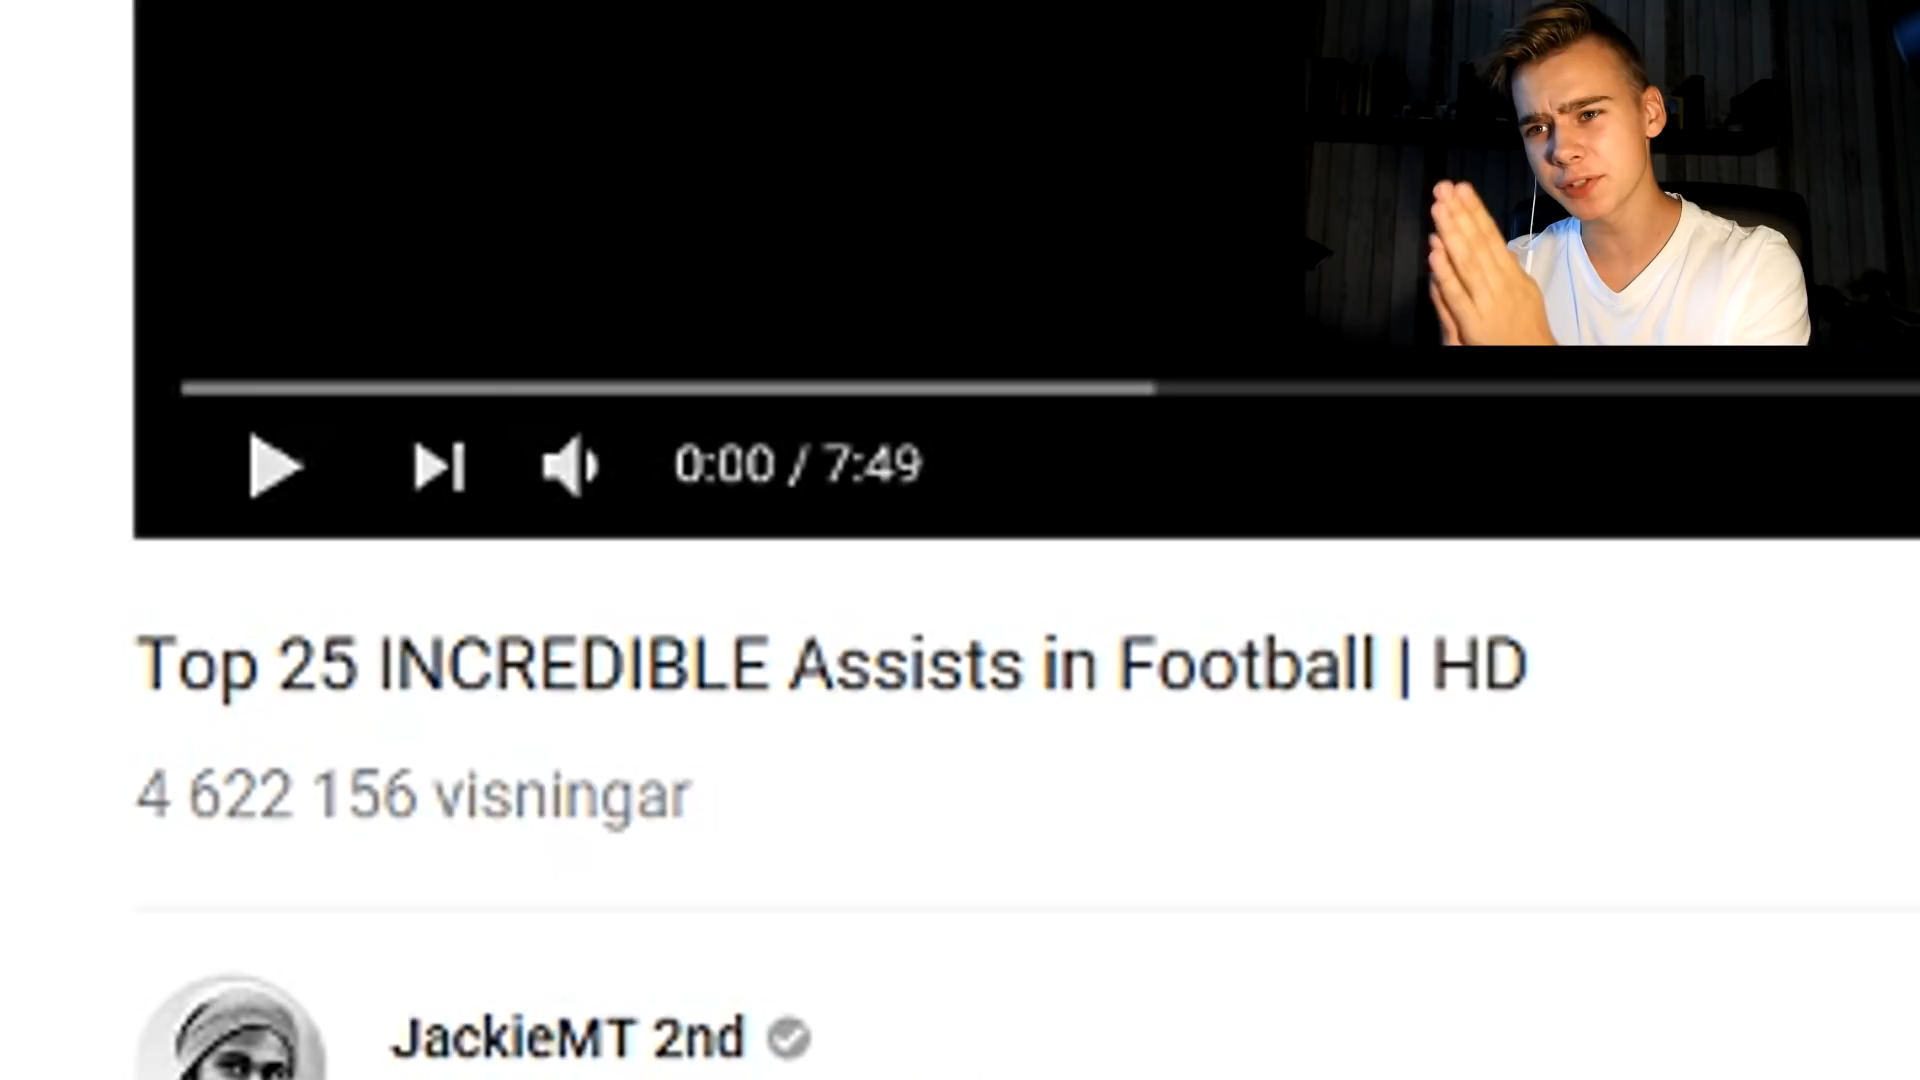 0:00 / 7:49
Top 25 INCREDIBLE Assists in Football | HD
4 622 156 visningar
JackieMT 2nd